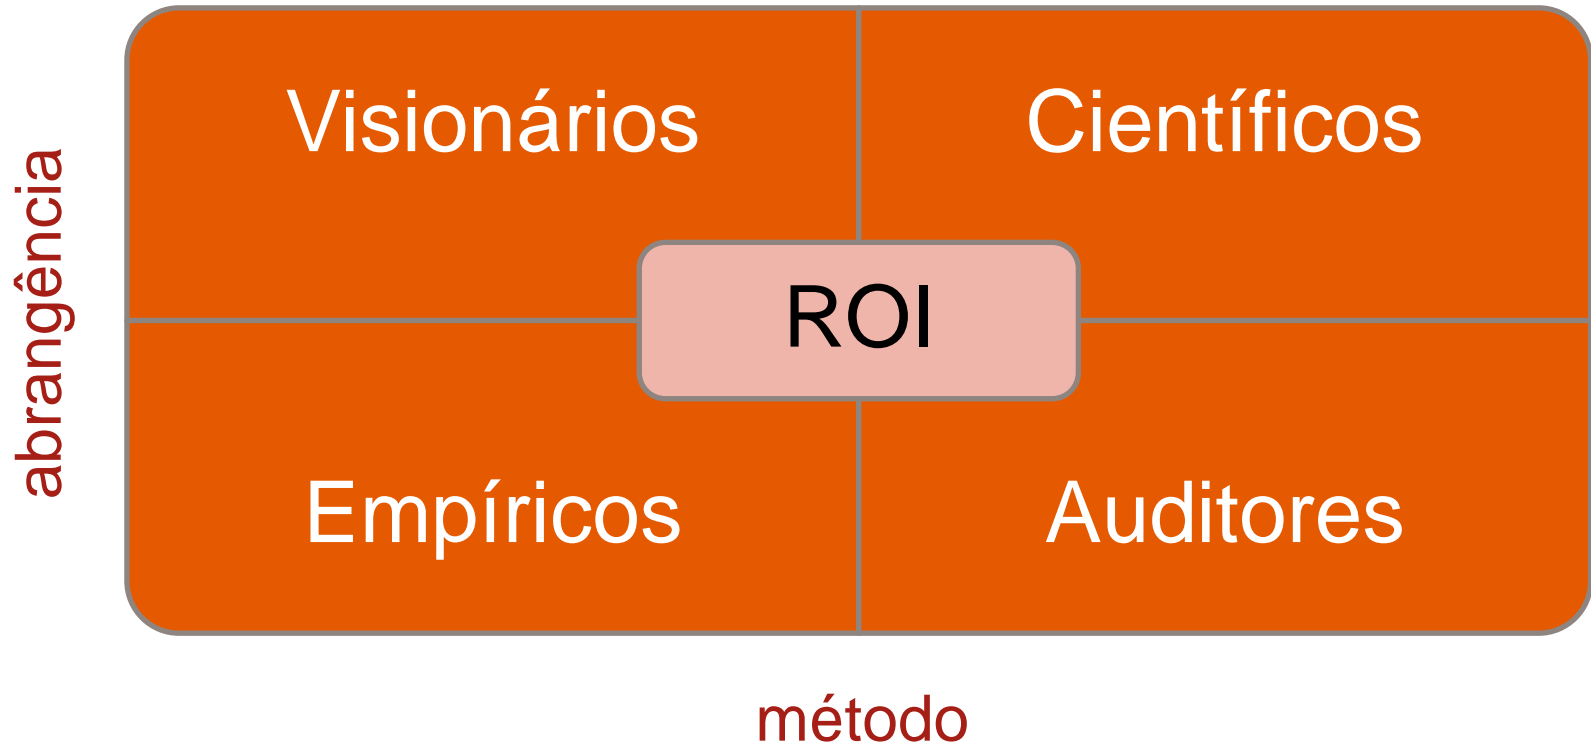 abrangência
Visionários
Científicos
ROI
Empíricos
Auditores
método